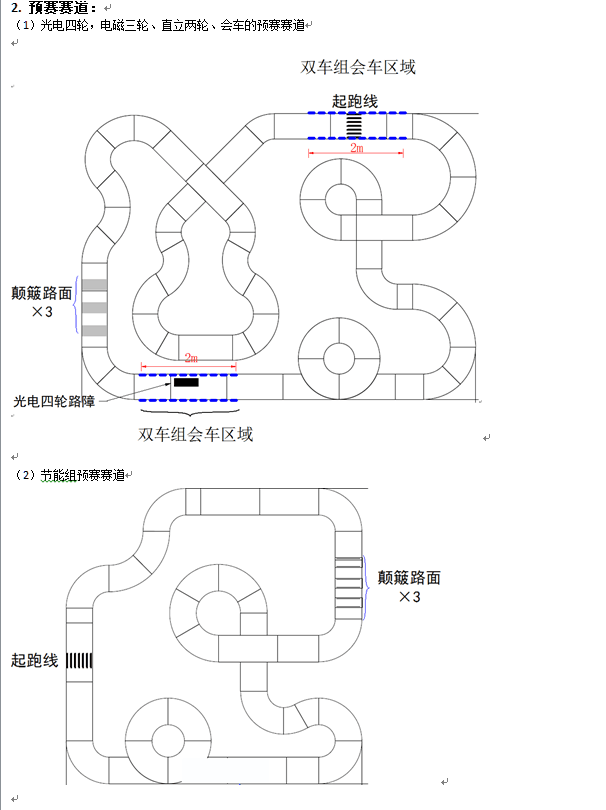 2. 预赛赛道：
（1）光电四轮，电磁三轮、直立两轮、会车的预赛赛道
双车组会车区域
起跑线
2m
颠簸路面
×3
2m
光电四轮路障
双车组会车区域
（2）节能组预赛赛道
颠簸路面
×3
起跑线